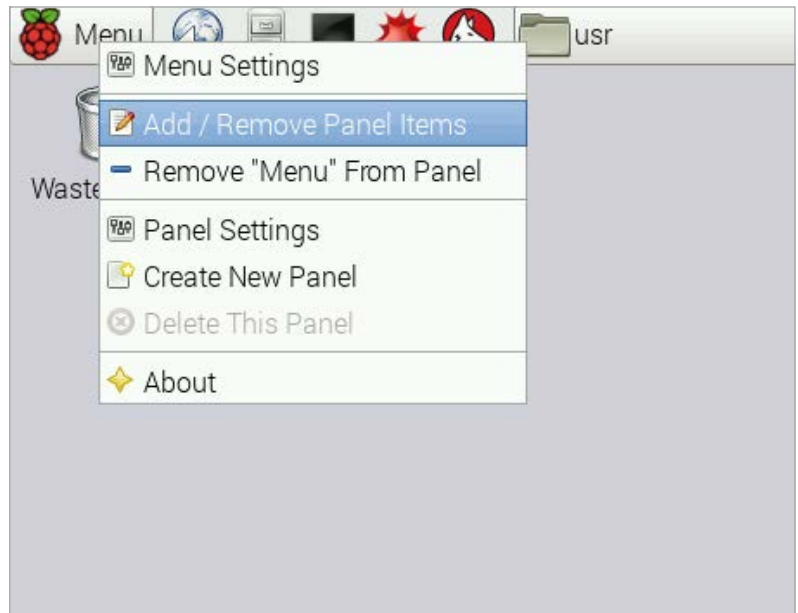 Menu
usr
Menu Settings
Add / Remove Panel Items
Remove "Menu" From Panel
Waste
Panel Settings
Create New Panel
Delete This Panel
About